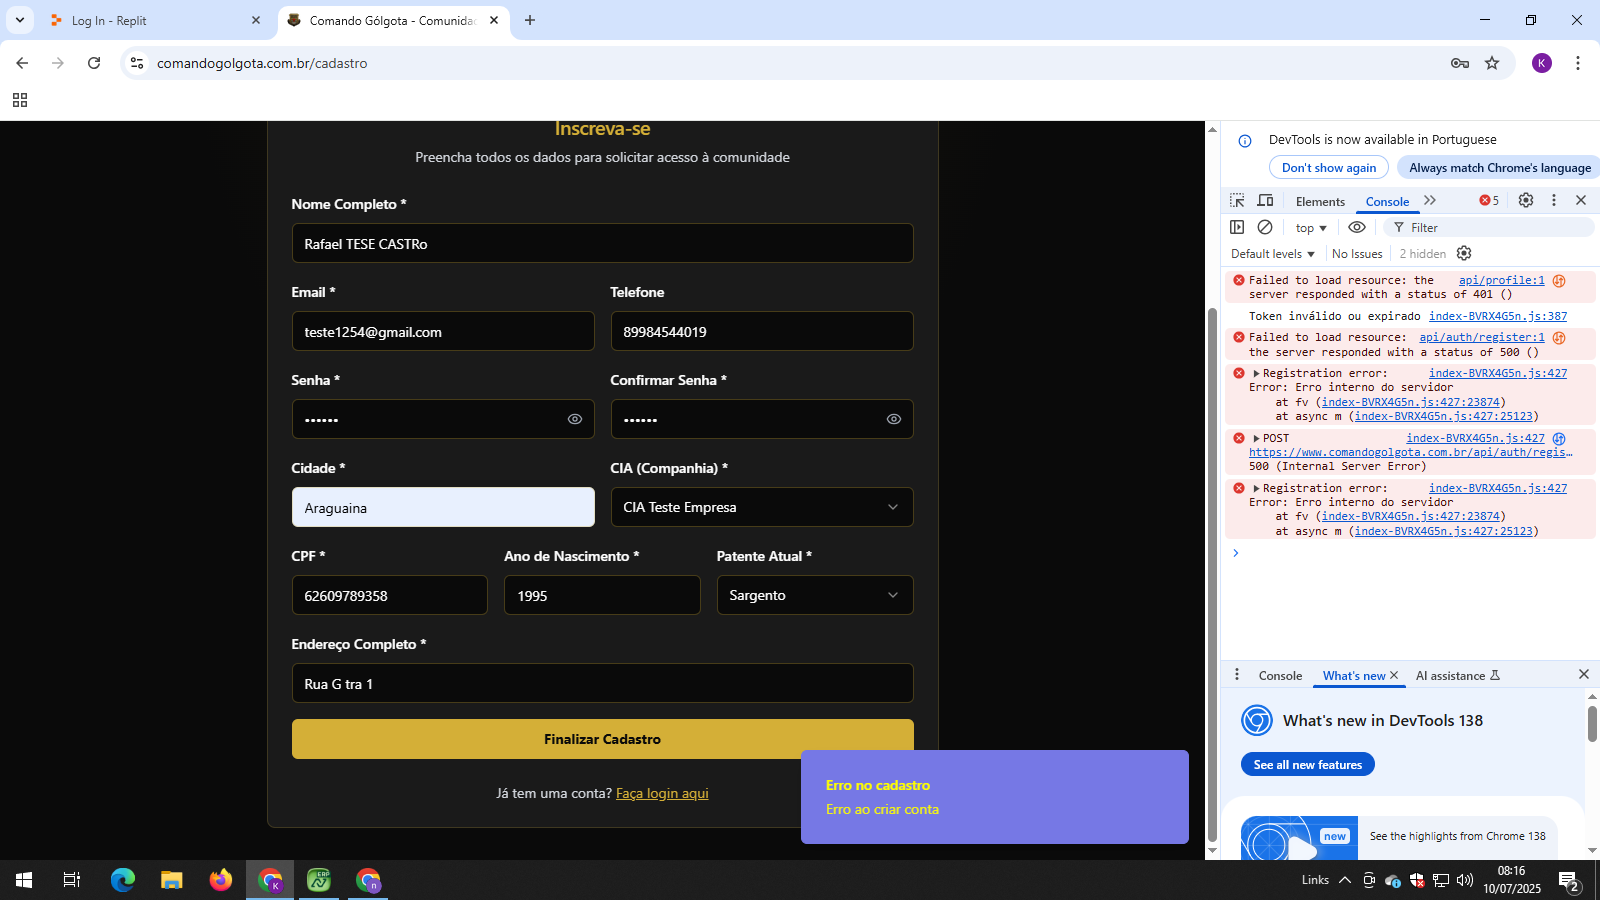 Log In - Replit
Comando Gólgota - Comunidad
comandogolgota.com.br/cadastro
K
Inscreva-se
Preencha todos os dados para solicitar acesso à comunidade
Nome Completo *
Rafael TESE CASTRo
Email *
Telefone
teste1254@gmail.com
89984544019
Senha *
Confirmar Senha *
••••••
••••••
Cidade *
CIA (Companhia) *
Araguaina
CIA Teste Empresa
CPF *
Ano de Nascimento *
Patente Atual *
62609789358
1995
Sargento
Endereço Completo *
Rua G tra 1
Finalizar Cadastro
Já tem uma conta? Faça login aqui
Erro no cadastro
Erro ao criar conta
DevTools is now available in Portuguese
Don't show again
Always match Chrome's language
Elements
Console
5
top
Filter
Default levels
No Issues
2 hidden
Failed to load resource: the api/profile:1
server responded with a status of 401 ()
Token inválido ou expirado index-BVRX4G5n.js:387
Failed to load resource: api/auth/register:1
the server responded with a status of 500 ()
Registration error: index-BVRX4G5n.js:427
Error: Erro interno do servidor
at fv (index-BVRX4G5n.js:427:23874)
at async m (index-BVRX4G5n.js:427:25123)
POST index-BVRX4G5n.js:427
https://www.comandogolgota.com.br/api/auth/regis…
500 (Internal Server Error)
Registration error: index-BVRX4G5n.js:427
Error: Erro interno do servidor
at fv (index-BVRX4G5n.js:427:23874)
at async m (index-BVRX4G5n.js:427:25123)
Console
What's new
AI assistance
What's new in DevTools 138
See all new features
new
See the highlights from Chrome 138
K
ERP
n
Links
08:16
10/07/2025
2